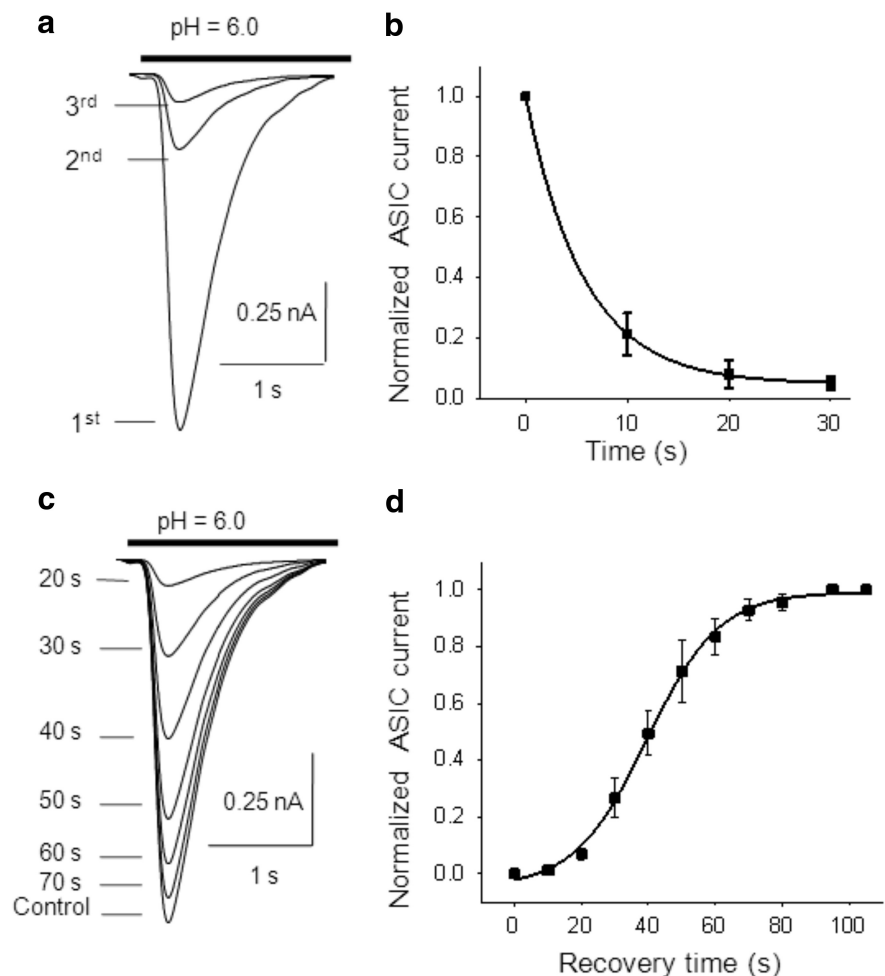 a
pH = 6.0
3rd
2nd
0.25 nA
1 s
1st
b
Normalized ASIC current
1.0
0.8
0.6
0.4
0.2
0.0
0 10 20 30
Time (s)
c
pH = 6.0
20 s
30 s
40 s
50 s
60 s
70 s
Control
0.25 nA
1 s
d
Normalized ASIC current
1.0
0.8
0.6
0.4
0.2
0.0
0 20 40 60 80 100
Recovery time (s)